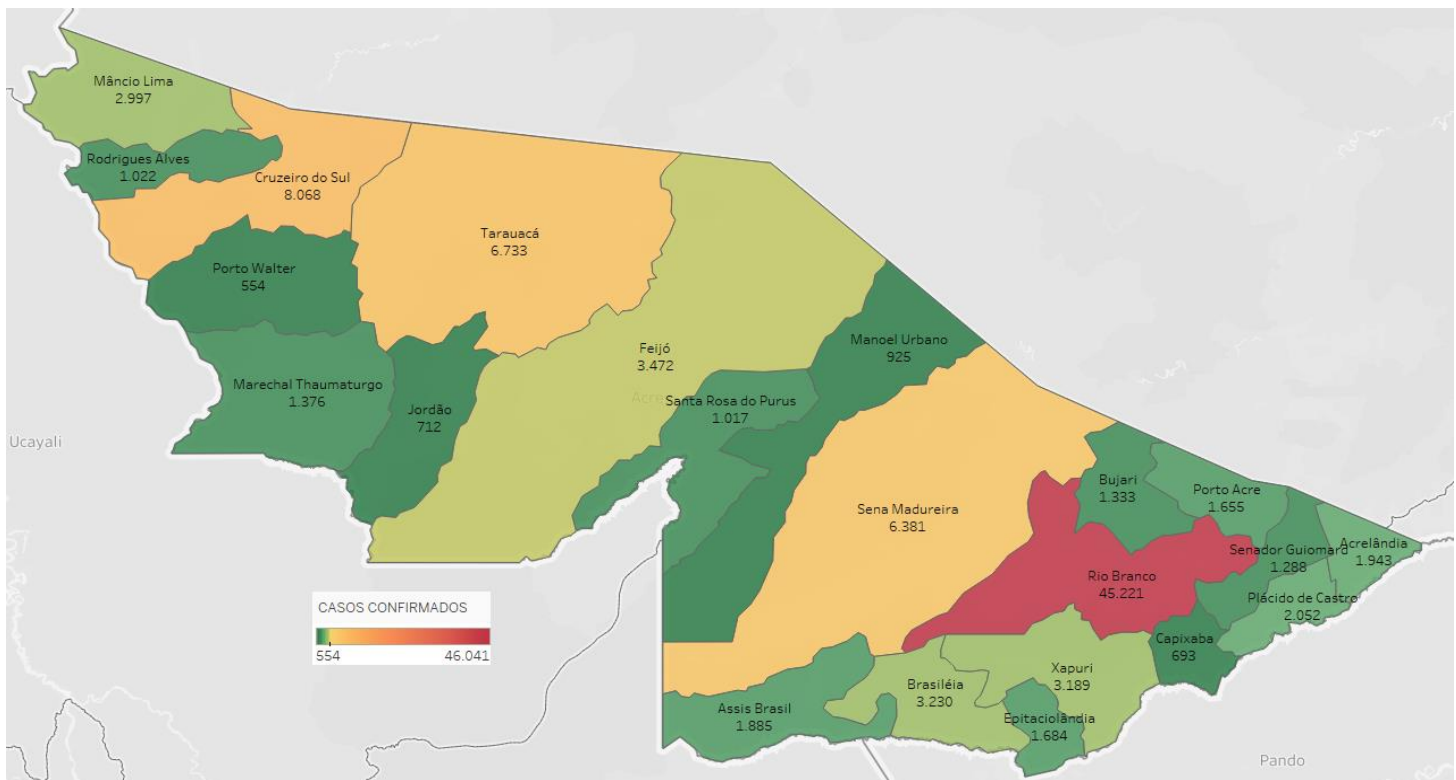 Mâncio Lima
2.997
Rodrigues Alves
1.022
Cruzeiro do Sul
8.068
Tarauacá
6.733
Porto Walter
554
Feijó
3.472
Manoel Urbano
925
Marechal Thaumaturgo
1.376
Jordão
712
Acre
Santa Rosa do Purus
1.017
Ucayali
Sena Madureira
6.381
Bujari
1.333
Porto Acre
1.655
Senador Guiomard
1.288
Acrelândia
1.943
Rio Branco
45.221
Plácido de Castro
2.052
CASOS CONFIRMADOS
554
46.041
Capixaba
693
Xapuri
3.189
Brasiléia
3.230
Assis Brasil
1.885
Epitaciolândia
1.684
Pando